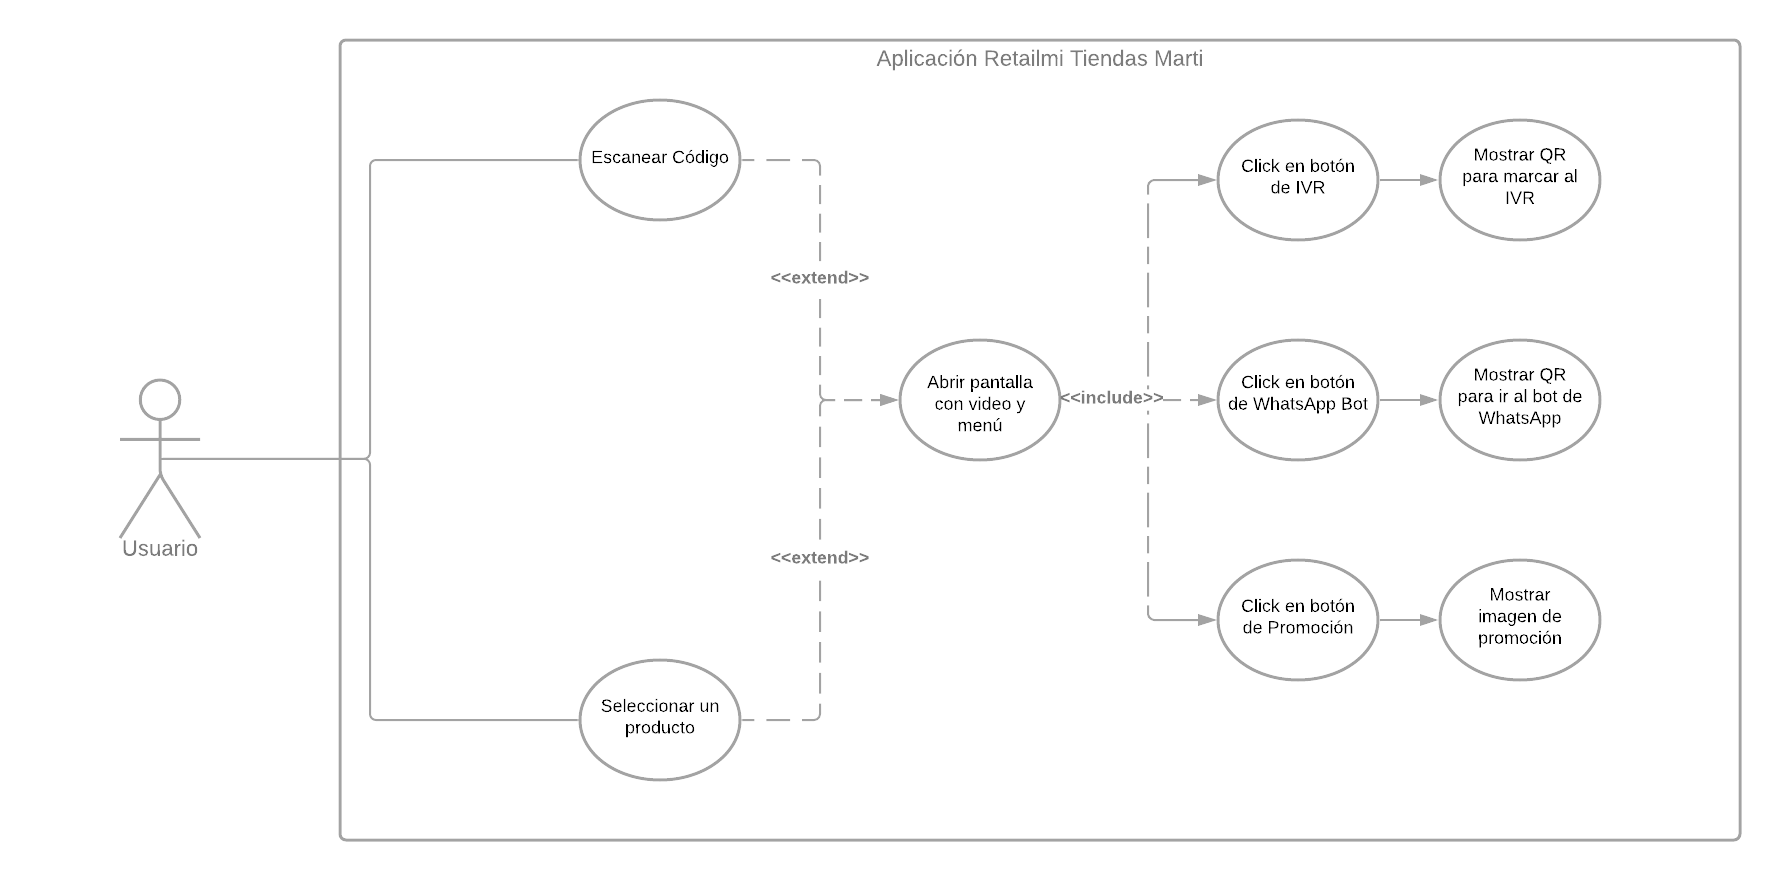 Aplicación Retailmi Tiendas Marti
Escanear Código
Click en botón
de IVR
Mostrar QR
para marcar al
IVR
<<extend>>
Abrir pantalla
con video y
menú
<<include>>
Click en botón
de WhatsApp Bot
Mostrar QR
para ir al bot de
WhatsApp
Usuario
<<extend>>
Click en botón
de Promoción
Mostrar
imagen de
promoción
Seleccionar un
producto